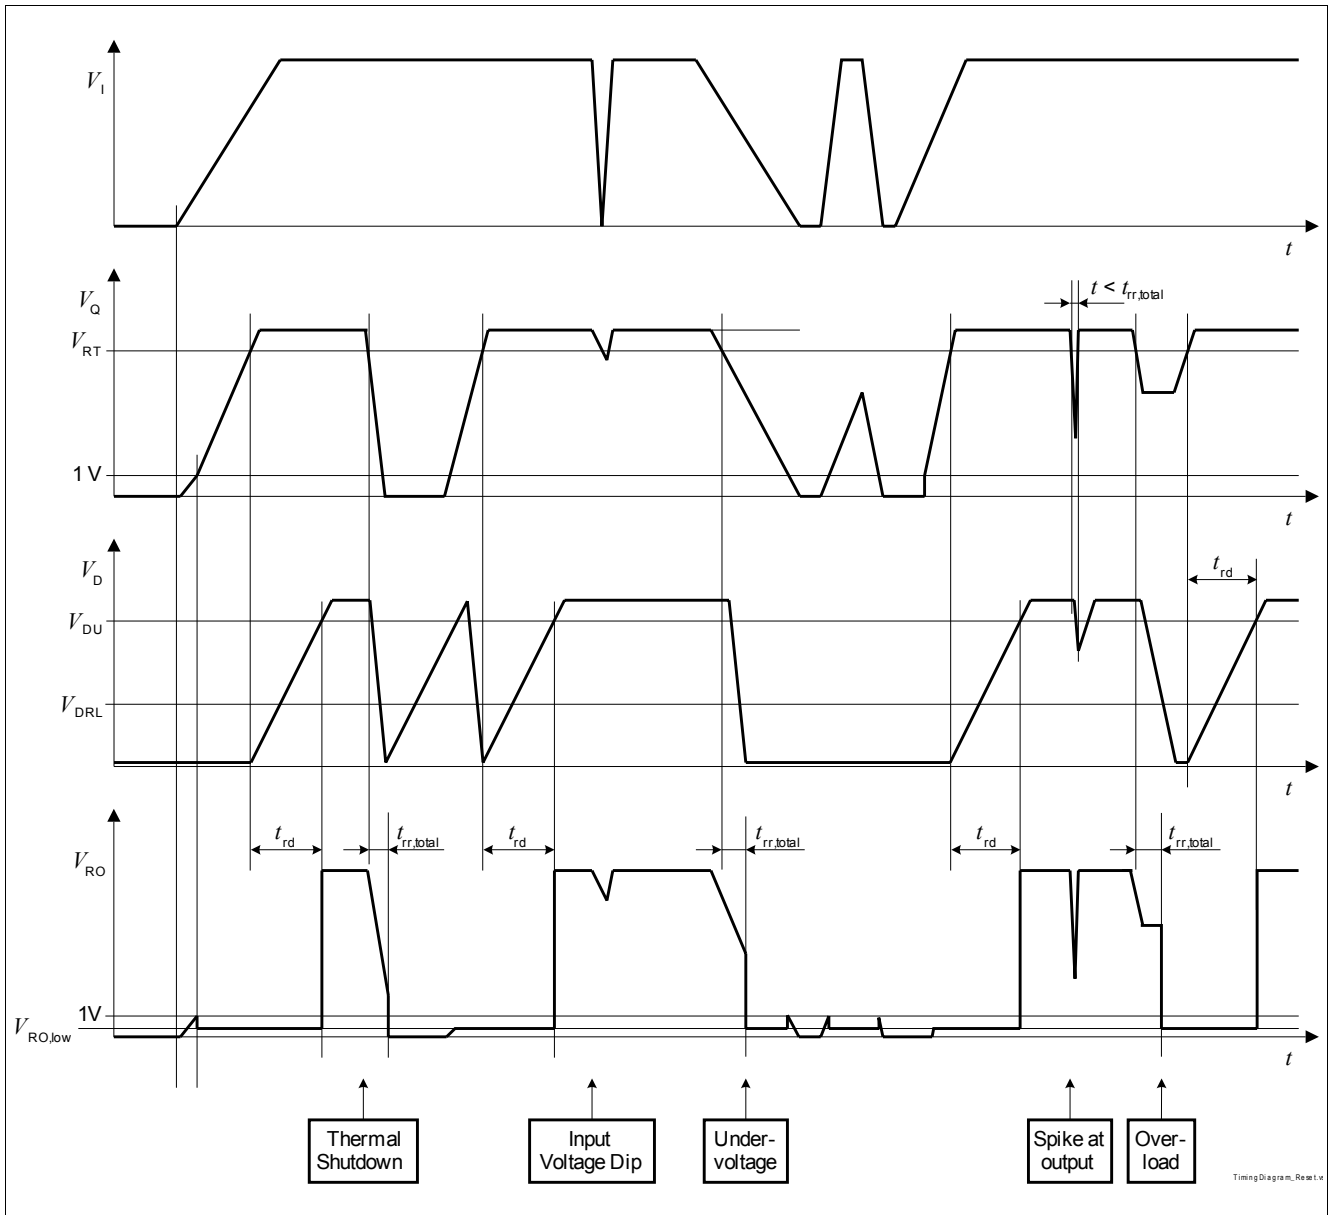 V_I
t
V_Q
t < t_rr,total
V_RT
1 V
t
V_D
t_rd
V_DU
V_DRL
t
t_rd
t_rr,total
t_rd
t_rr,total
t_rd
t_rr,total
V_RO
1V
V_RO,low
t
Thermal
Shutdown
Input
Voltage Dip
Under-
voltage
Spike at
output
Over-
load
TimingDiagram_Reset.vs